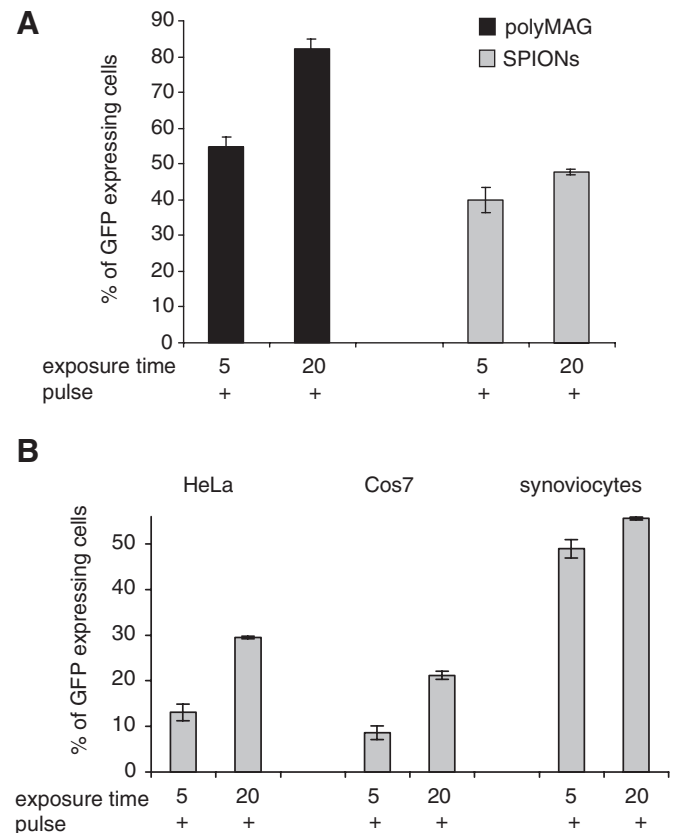 A
polyMAG
SPIONs
% of GFP expressing cells
90
80
70
60
50
40
30
20
10
0
exposure time 5 20 5 20
pulse + + + +
B
HeLa Cos7 synoviocytes
% of GFP expressing cells
50
40
30
20
10
0
exposure time 5 20 5 20 5 20
pulse + + + + + +